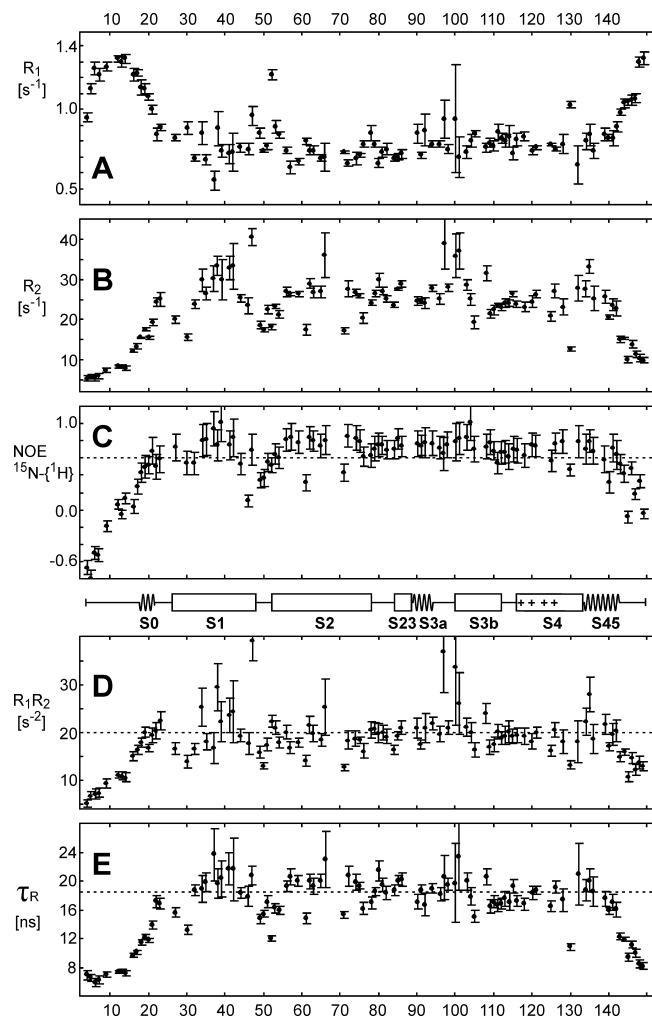 10 20 30 40 50 60 70 80 90 100 110 120 130 140
1.4
R1
[s-1]
1.0
0.5
A
B
40
R2
[s-1]
30
20
10
C
1.0
NOE
15N-{1H}
0.0
-0.6
+ + + +
S0 S1 S2 S23 S3a S3b S4 S45
D
R1R2
[s-2]
30
20
10
E
24
20
τR
[ns]
16
12
8
10 20 30 40 50 60 70 80 90 100 110 120 130 140